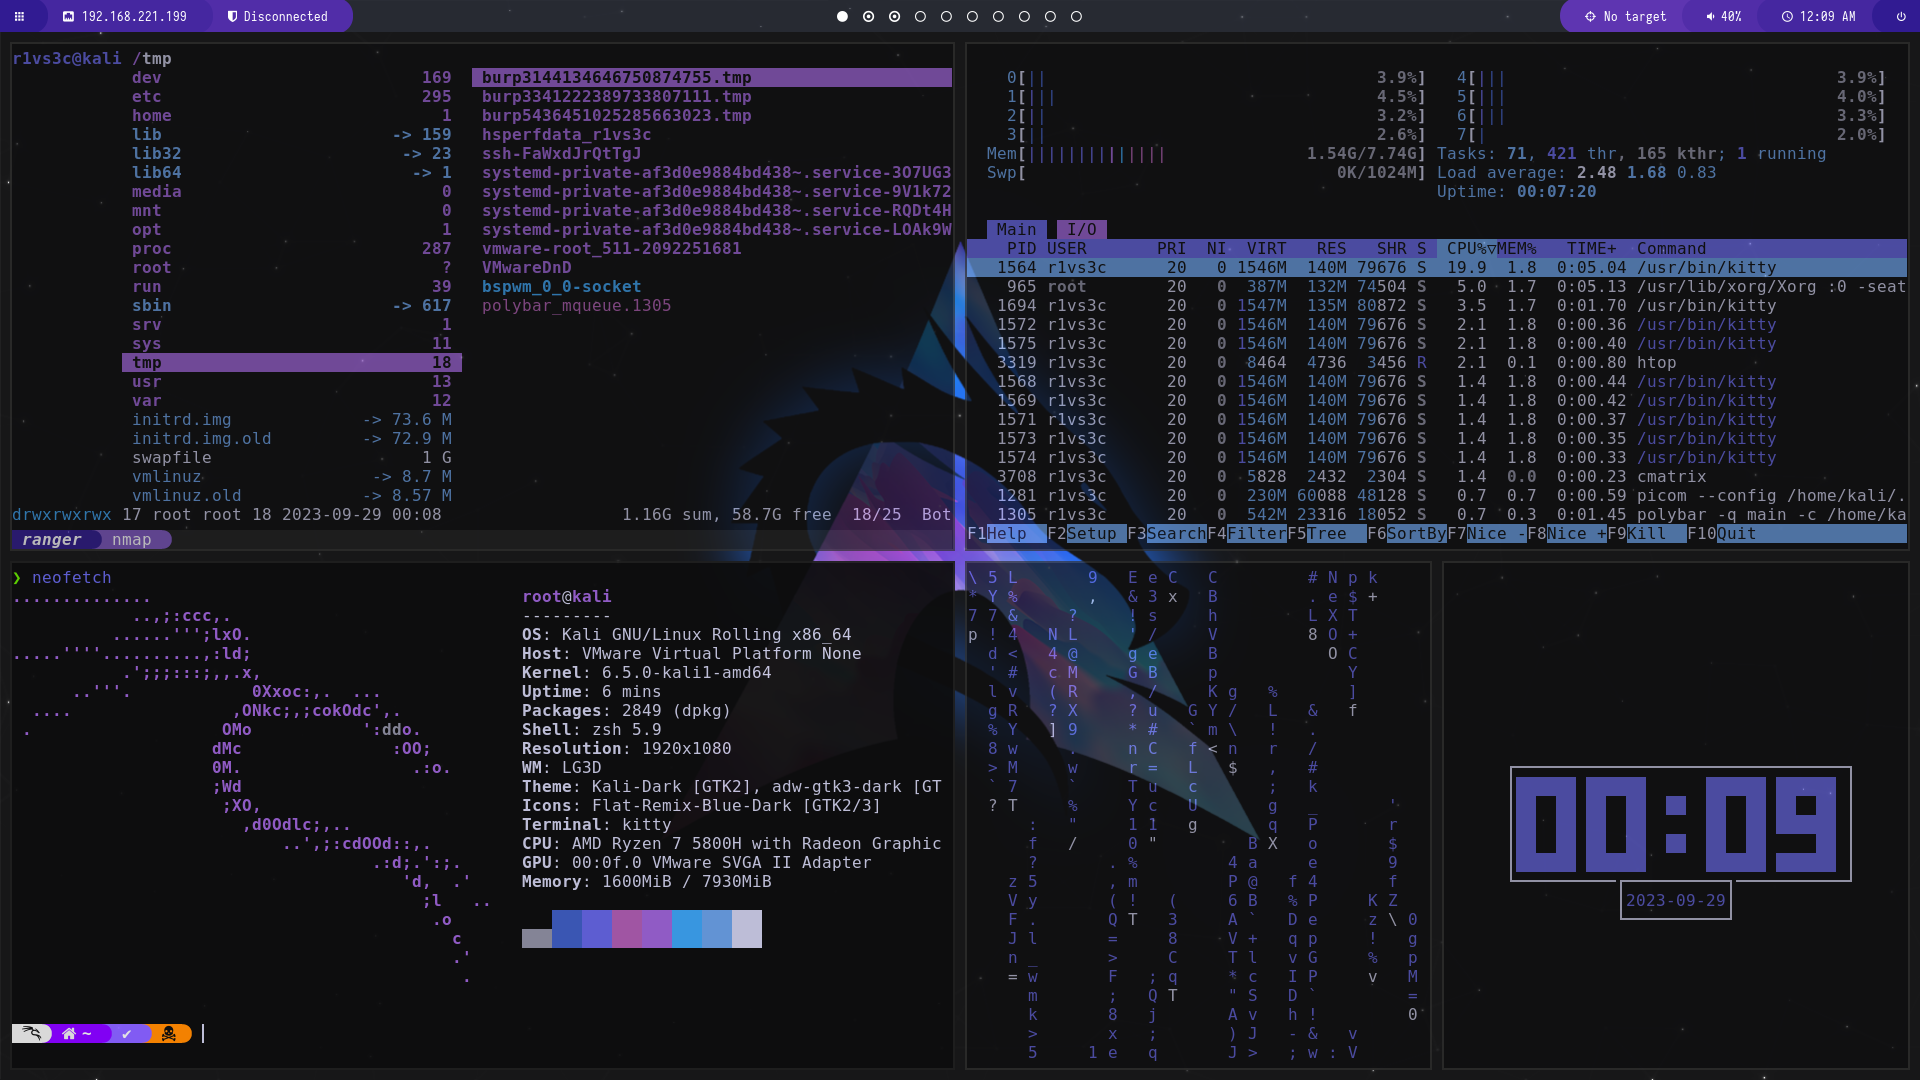 192.168.221.199 Disconnected No target 40% 12:09 AM
r1vs3c@kali /tmp
dev 169
etc 295
home 1
lib -> 159
lib32 -> 23
lib64 -> 1
media 0
mnt 0
opt 1
proc 287
root ?
run 39
sbin -> 617
srv 1
sys 11
tmp 18
usr 13
var 12
initrd.img -> 73.6 M
initrd.img.old -> 72.9 M
swapfile 1 G
vmlinuz -> 8.7 M
vmlinuz.old -> 8.57 M
burp3144134646750874755.tmp
burp3341222389733807111.tmp
burp5436451025285663023.tmp
hsperfdata_r1vs3c
ssh-FaWxdJrQtTgJ
systemd-private-af3d0e9884bd438~.service-3O7UG3
systemd-private-af3d0e9884bd438~.service-9V1k72
systemd-private-af3d0e9884bd438~.service-RQDt4H
systemd-private-af3d0e9884bd438~.service-LOAk9W
vmware-root_511-2092251681
VMwareDnD
bspwm_0_0-socket
polybar_mqueue.1305
drwxrwxrwx 17 root root 18 2023-09-29 00:08 1.16G sum, 58.7G free 18/25 Bot
ranger nmap
0[|| 3.9%] 4[||| 3.9%]
1[||| 4.5%] 5[||| 4.0%]
2[|| 3.2%] 6[||| 3.3%]
3[|| 2.6%] 7[| 2.0%]
Mem[|||||||||||||| 1.54G/7.74G] Tasks: 71, 421 thr, 165 kthr; 1 running
Swp[ 0K/1024M] Load average: 2.48 1.68 0.83
Uptime: 00:07:20
Main I/O
PID USER PRI NI VIRT RES SHR S CPU%▽MEM% TIME+ Command
1564 r1vs3c 20 0 1546M 140M 79676 S 19.9 1.8 0:05.04 /usr/bin/kitty
965 root 20 0 387M 132M 74504 S 5.0 1.7 0:05.13 /usr/lib/xorg/Xorg :0 -seat
1694 r1vs3c 20 0 1547M 135M 80872 S 3.5 1.7 0:01.70 /usr/bin/kitty
1572 r1vs3c 20 0 1546M 140M 79676 S 2.1 1.8 0:00.36 /usr/bin/kitty
1575 r1vs3c 20 0 1546M 140M 79676 S 2.1 1.8 0:00.40 /usr/bin/kitty
3319 r1vs3c 20 0 8464 4736 3456 R 2.1 0.1 0:00.80 htop
1568 r1vs3c 20 0 1546M 140M 79676 S 1.4 1.8 0:00.44 /usr/bin/kitty
1569 r1vs3c 20 0 1546M 140M 79676 S 1.4 1.8 0:00.42 /usr/bin/kitty
1571 r1vs3c 20 0 1546M 140M 79676 S 1.4 1.8 0:00.37 /usr/bin/kitty
1573 r1vs3c 20 0 1546M 140M 79676 S 1.4 1.8 0:00.35 /usr/bin/kitty
1574 r1vs3c 20 0 1546M 140M 79676 S 1.4 1.8 0:00.33 /usr/bin/kitty
3708 r1vs3c 20 0 5828 2432 2304 S 1.4 0.0 0:00.23 cmatrix
1281 r1vs3c 20 0 230M 60088 48128 S 0.7 0.7 0:00.59 picom --config /home/kali/.
1305 r1vs3c 20 0 542M 23316 18052 S 0.7 0.3 0:01.45 polybar -q main -c /home/ka
F1Help F2Setup F3SearchF4FilterF5Tree F6SortByF7Nice -F8Nice +F9Kill F10Quit
❯ neofetch
..............
..,;:ccc,.
......''';lxO.
.....''''..........,:ld;
.';;;:::;,,.x,
..'''. 0Xxoc:,. ...
.... ,ONkc;,;cokOdc',.
. OMo ':ddo.
dMc :OO;
0M. .:o.
;Wd
;XO,
,d0Odlc;,..
..',;:cdOOd::,.
.:d;.':;.
'd, .'
;l ..
.o
c
.'
.
root@kali
---------
OS: Kali GNU/Linux Rolling x86_64
Host: VMware Virtual Platform None
Kernel: 6.5.0-kali1-amd64
Uptime: 6 mins
Packages: 2849 (dpkg)
Shell: zsh 5.9
Resolution: 1920x1080
WM: LG3D
Theme: Kali-Dark [GTK2], adw-gtk3-dark [GT
Icons: Flat-Remix-Blue-Dark [GTK2/3]
Terminal: kitty
CPU: AMD Ryzen 7 5800H with Radeon Graphic
GPU: 00:0f.0 VMware SVGA II Adapter
Memory: 1600MiB / 7930MiB
~ ✔
00:09
2023-09-29